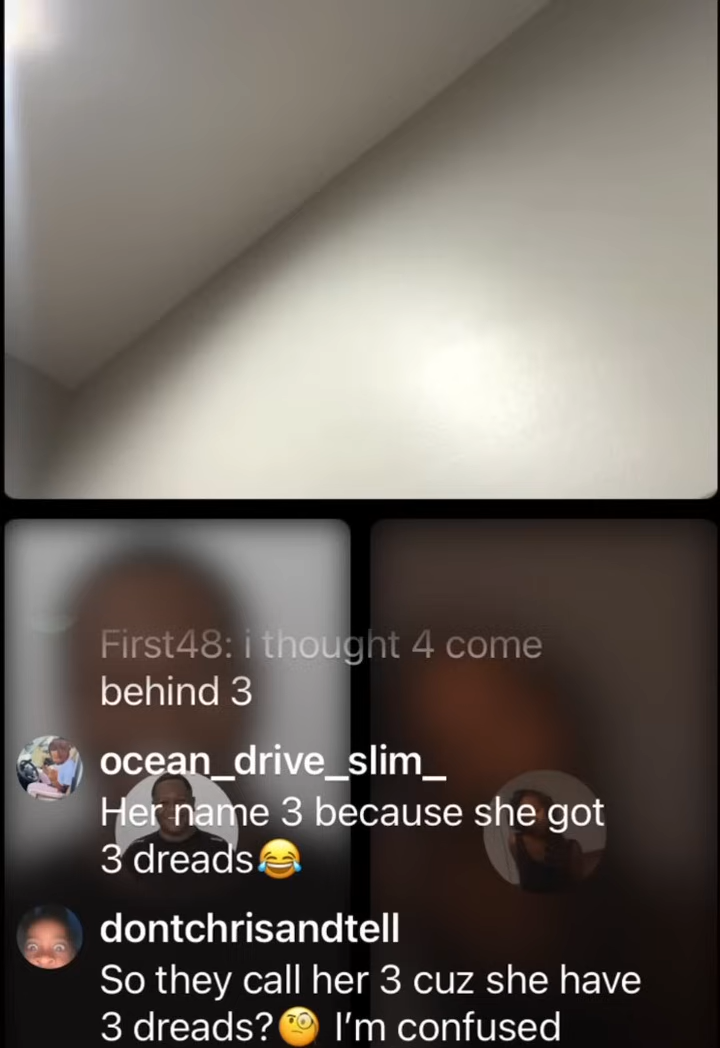 First48: i thought 4 come
behind 3
ocean_drive_slim_
Her name 3 because she got
3 dreads😂
dontchrisandtell
So they call her 3 cuz she have
3 dreads?🧐 I'm confused